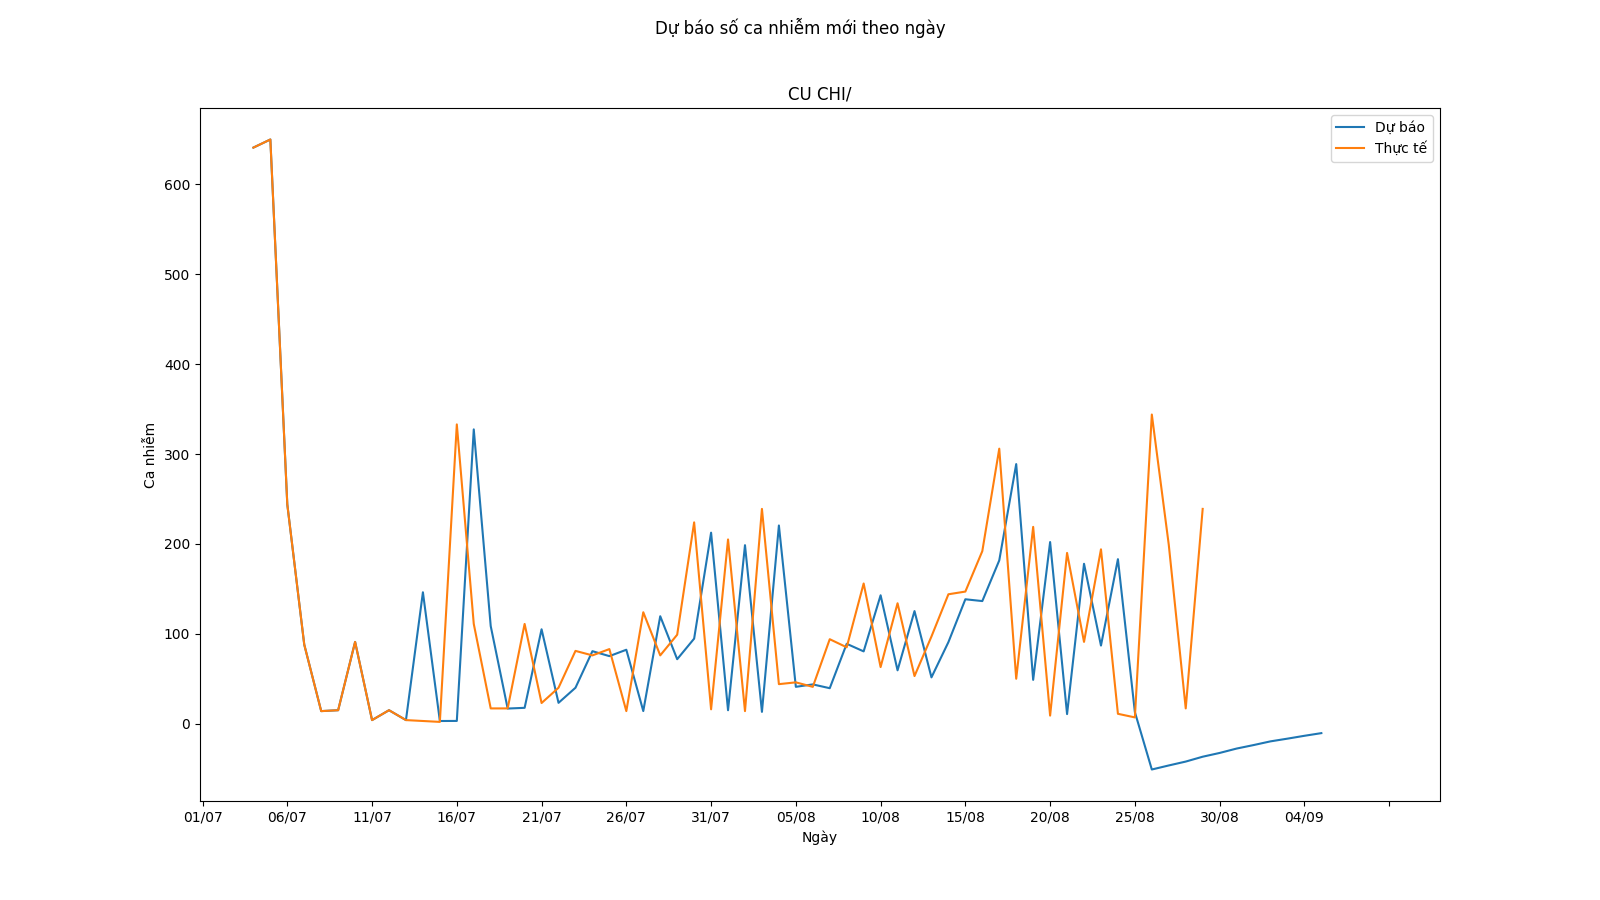 Dự báo số ca nhiễm mới theo ngày
CU CHI/
Dự báo
Thực tế
600
500
400
300
200
100
0
Ca nhiễm
01/07 06/07 11/07 16/07 21/07 26/07 31/07 05/08 10/08 15/08 20/08 25/08 30/08 04/09
Ngày